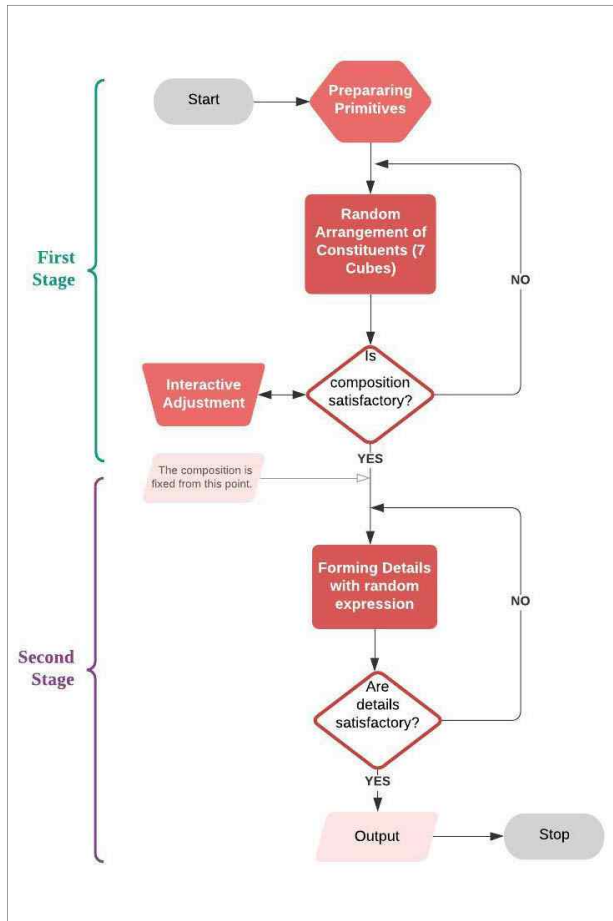 Start
Prepararing
Primitives
Random
Arrangement of
Constituents (7
Cubes)
NO
First
Stage
Is
composition
satisfactory?
Interactive
Adjustment
YES
The composition is
fixed from this point.
Forming Details
with random
expression
NO
Second
Stage
Are
details
satisfactory?
YES
Output
Stop